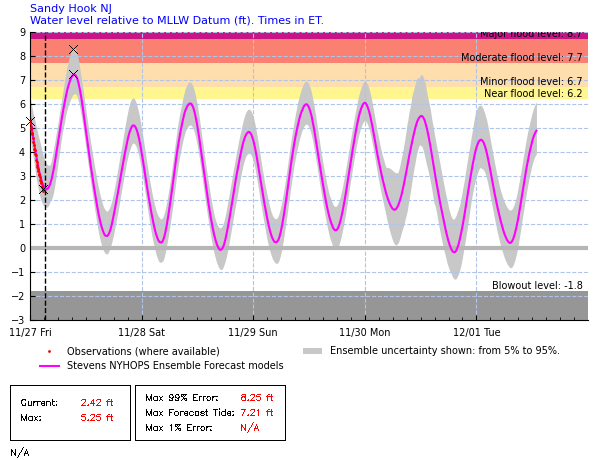 Sandy Hook NJ
Water level relative to MLLW Datum (ft). Times in ET.
9
8
7
6
5
4
3
2
1
0
−1
−2
−3
Major flood level: 8.7
Moderate flood level: 7.7
Minor flood level: 6.7
Near flood level: 6.2
Blowout level: -1.8
11/27 Fri 11/28 Sat 11/29 Sun 11/30 Mon 12/01 Tue
Observations (where available)
Stevens NYHOPS Ensemble Forecast models
Ensemble uncertainty shown: from 5% to 95%.
Current: 2.42 ft
Max: 5.25 ft
Max 99% Error: 8.25 ft
Max Forecast Tide: 7.21 ft
Max 1% Error: N/A
N/A